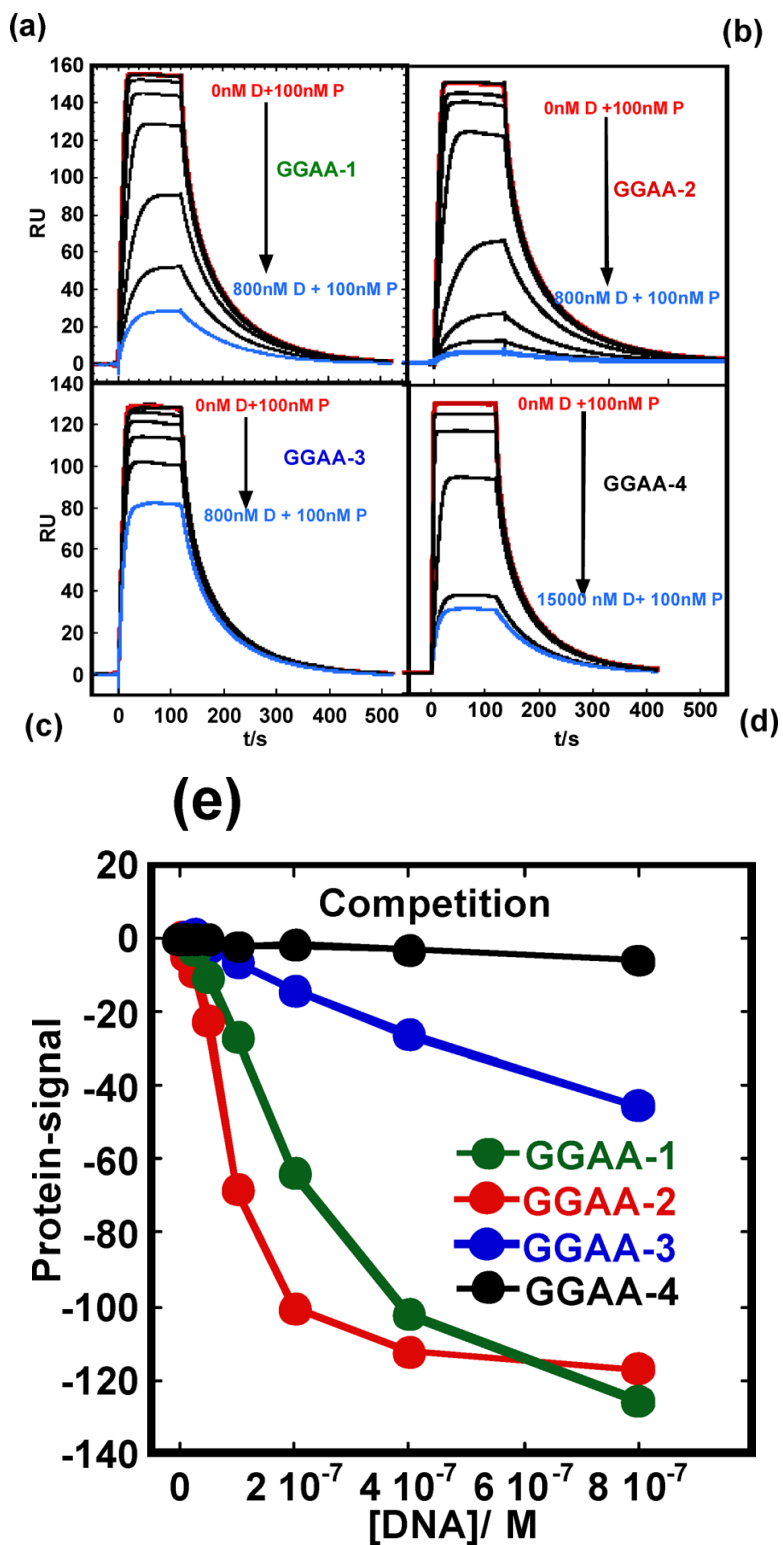 (a)
(b)
160
140
120
100
80
60
40
20
0
RU
0nM D+100nM P
GGAA-1
800nM D + 100nM P
0nM D +100nM P
GGAA-2
800nM D + 100nM P
140
120
100
80
60
40
20
0
RU
0nM D+100nM P
GGAA-3
800nM D + 100nM P
0nM D +100nM P
GGAA-4
15000 nM D+ 100nM P
0 100 200 300 400 500
0 100 200 300 400 500
t/s
t/s
(c)
(d)
(e)
Competition
20
0
-20
-40
-60
-80
-100
-120
-140
Protein-signal
GGAA-1
GGAA-2
GGAA-3
GGAA-4
0 2 10⁻⁷ 4 10⁻⁷ 6 10⁻⁷ 8 10⁻⁷
[DNA]/ M